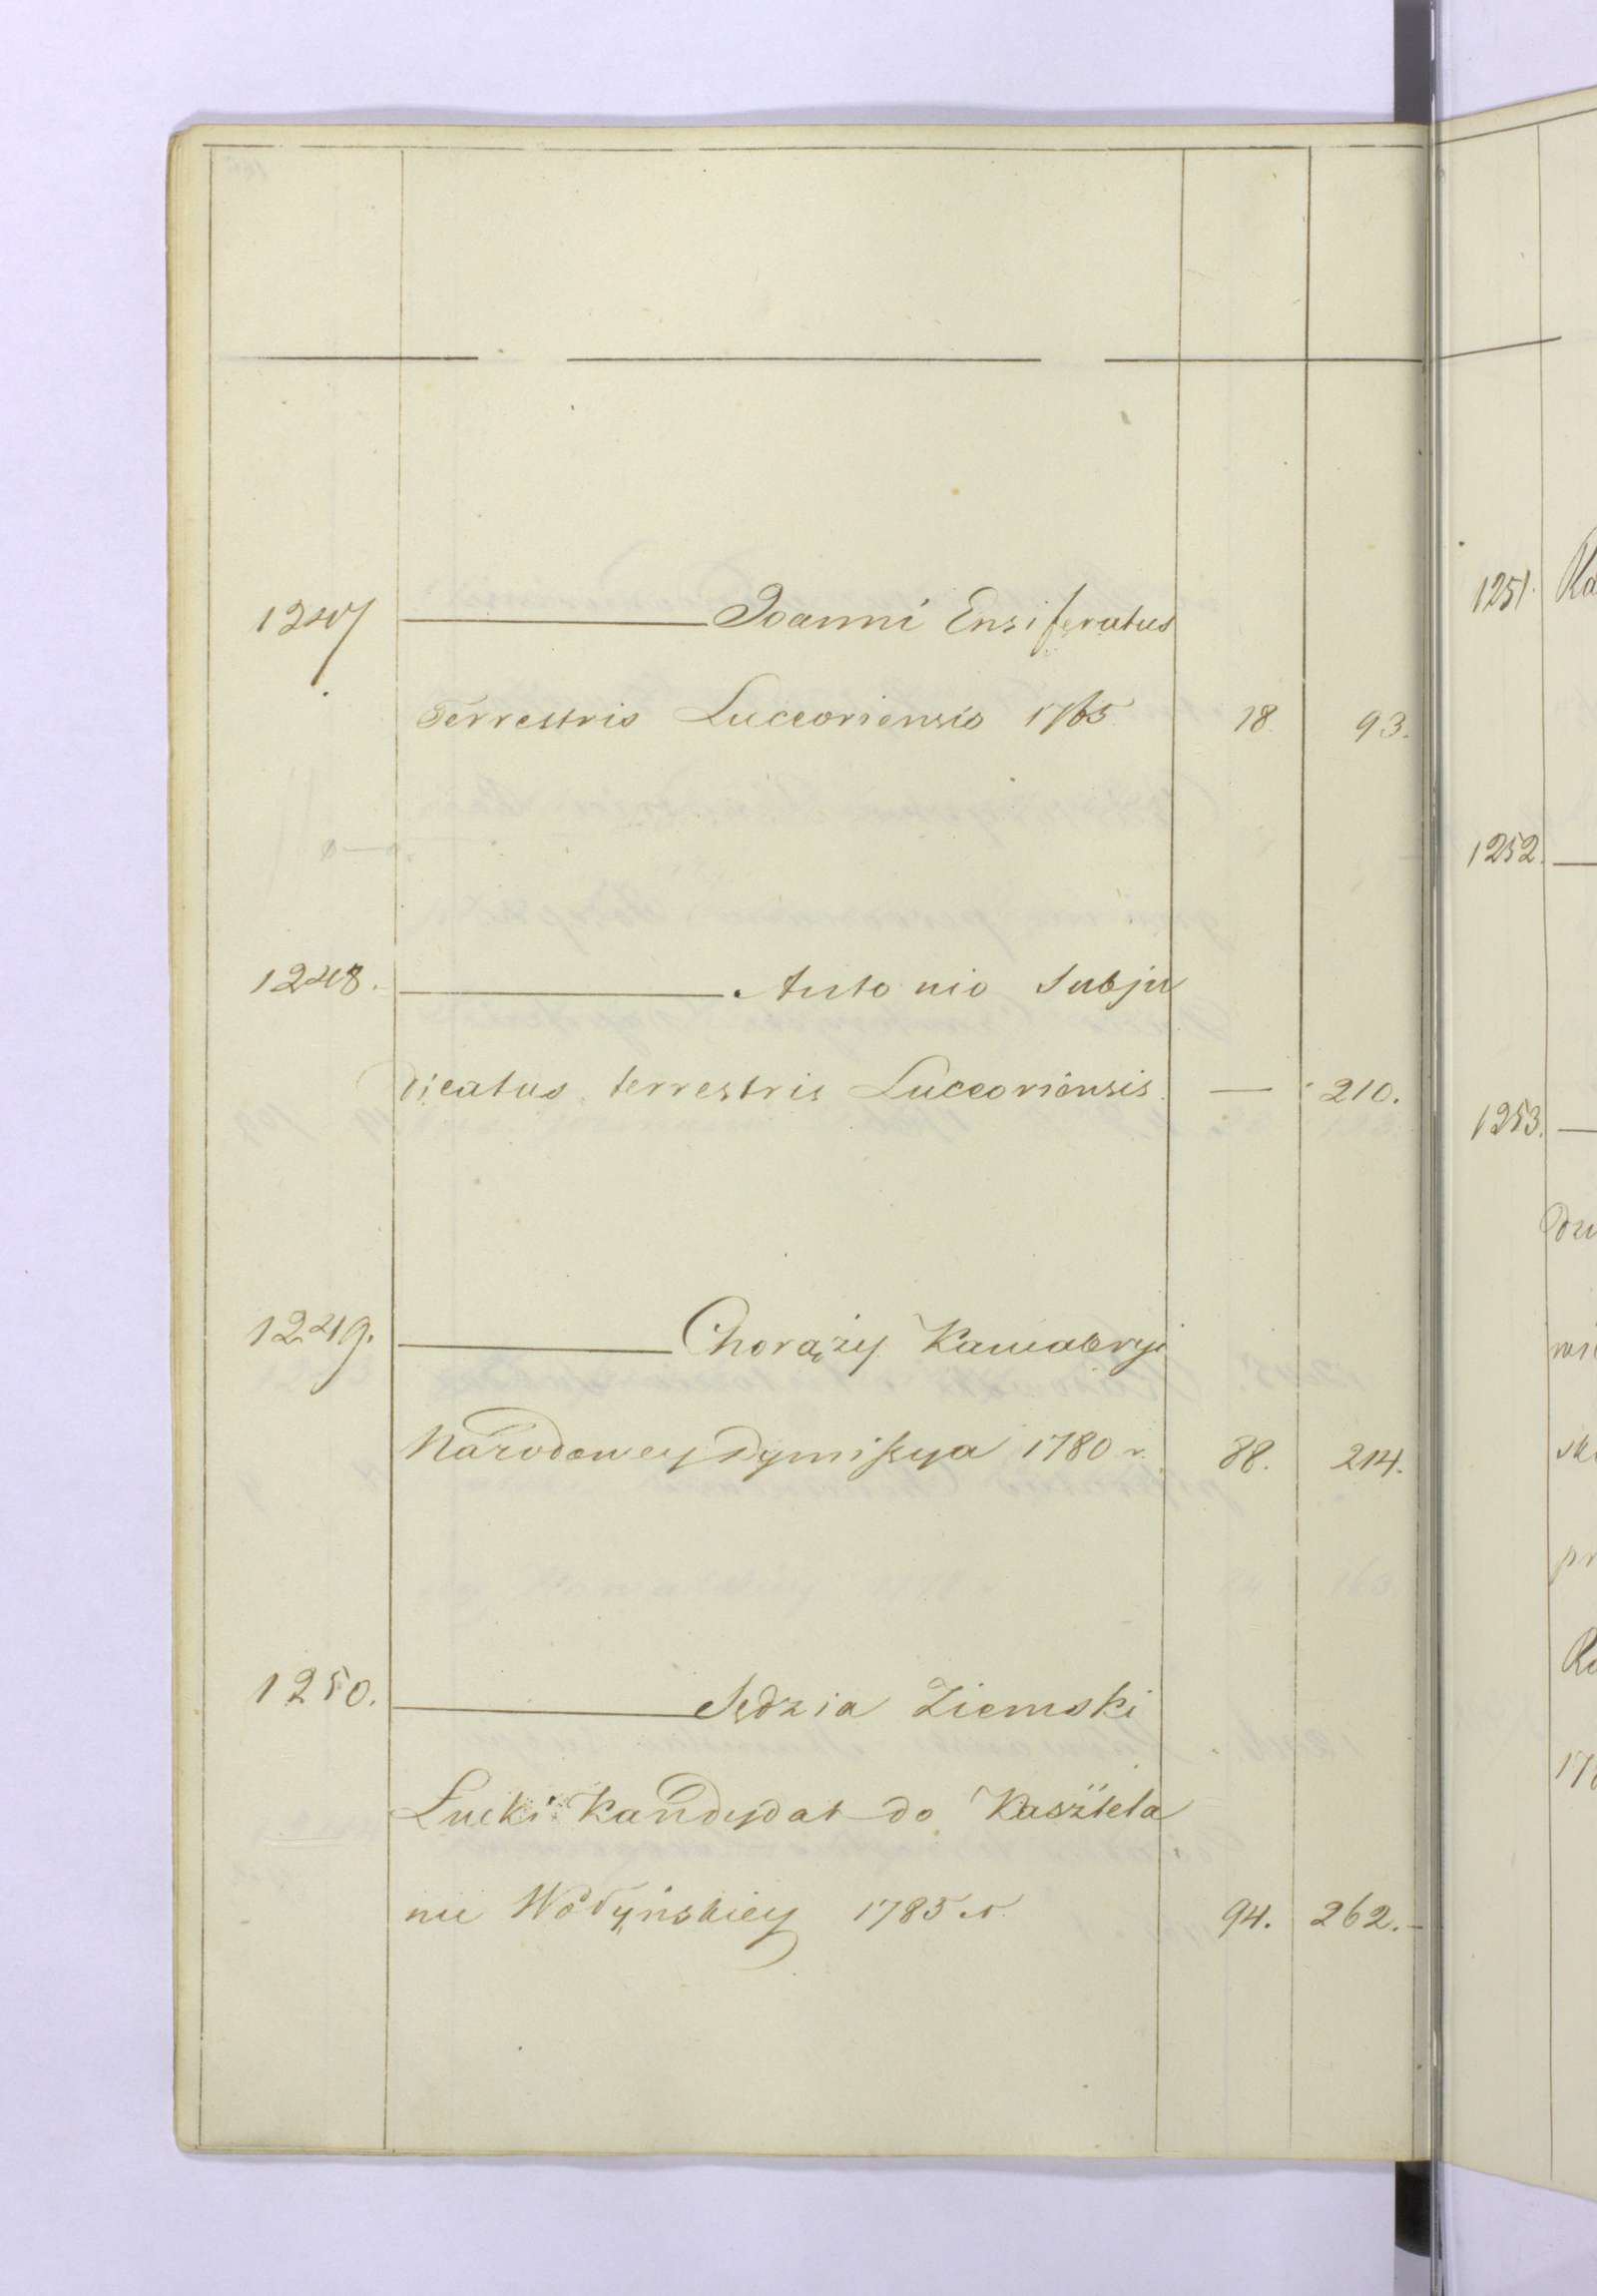 1247 ——— Joanni Ensiferatus
Terrestris Luceoriensis 1765 18 93.
1248. ——— Antonio Subju
dicatus terrestris Luceoriensis — 210.
1249. ——— Chorąży Kawaleryi
Narodowey dymissya 1780 r. 88. 214.
1250. ——— Sędzia Ziemski
Łucki Kandydat do Kasztela
nii Wołyńskiey 1785 r. 94. 262.
1251.
1252. —
1253. —